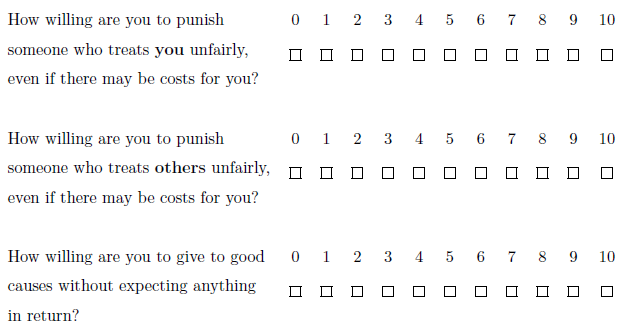 How willing are you to punish 0 1 2 3 4 5 6 7 8 9 10
someone who treats you unfairly,
even if there may be costs for you?
How willing are you to punish 0 1 2 3 4 5 6 7 8 9 10
someone who treats others unfairly,
even if there may be costs for you?
How willing are you to give to good 0 1 2 3 4 5 6 7 8 9 10
causes without expecting anything
in return?